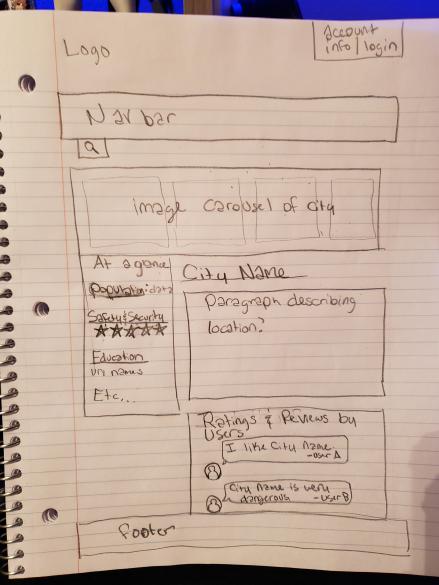 Logo
Account
info | login
Nav bar
Q
image carousel of city
At a glance
Population: data
Safety & Security
Education
uni names
Etc...
City Name
Paragraph describing
location?
Ratings & Reviews by
Users
I like City Name.
-User A
City name is very
dangerous -User B
Footer